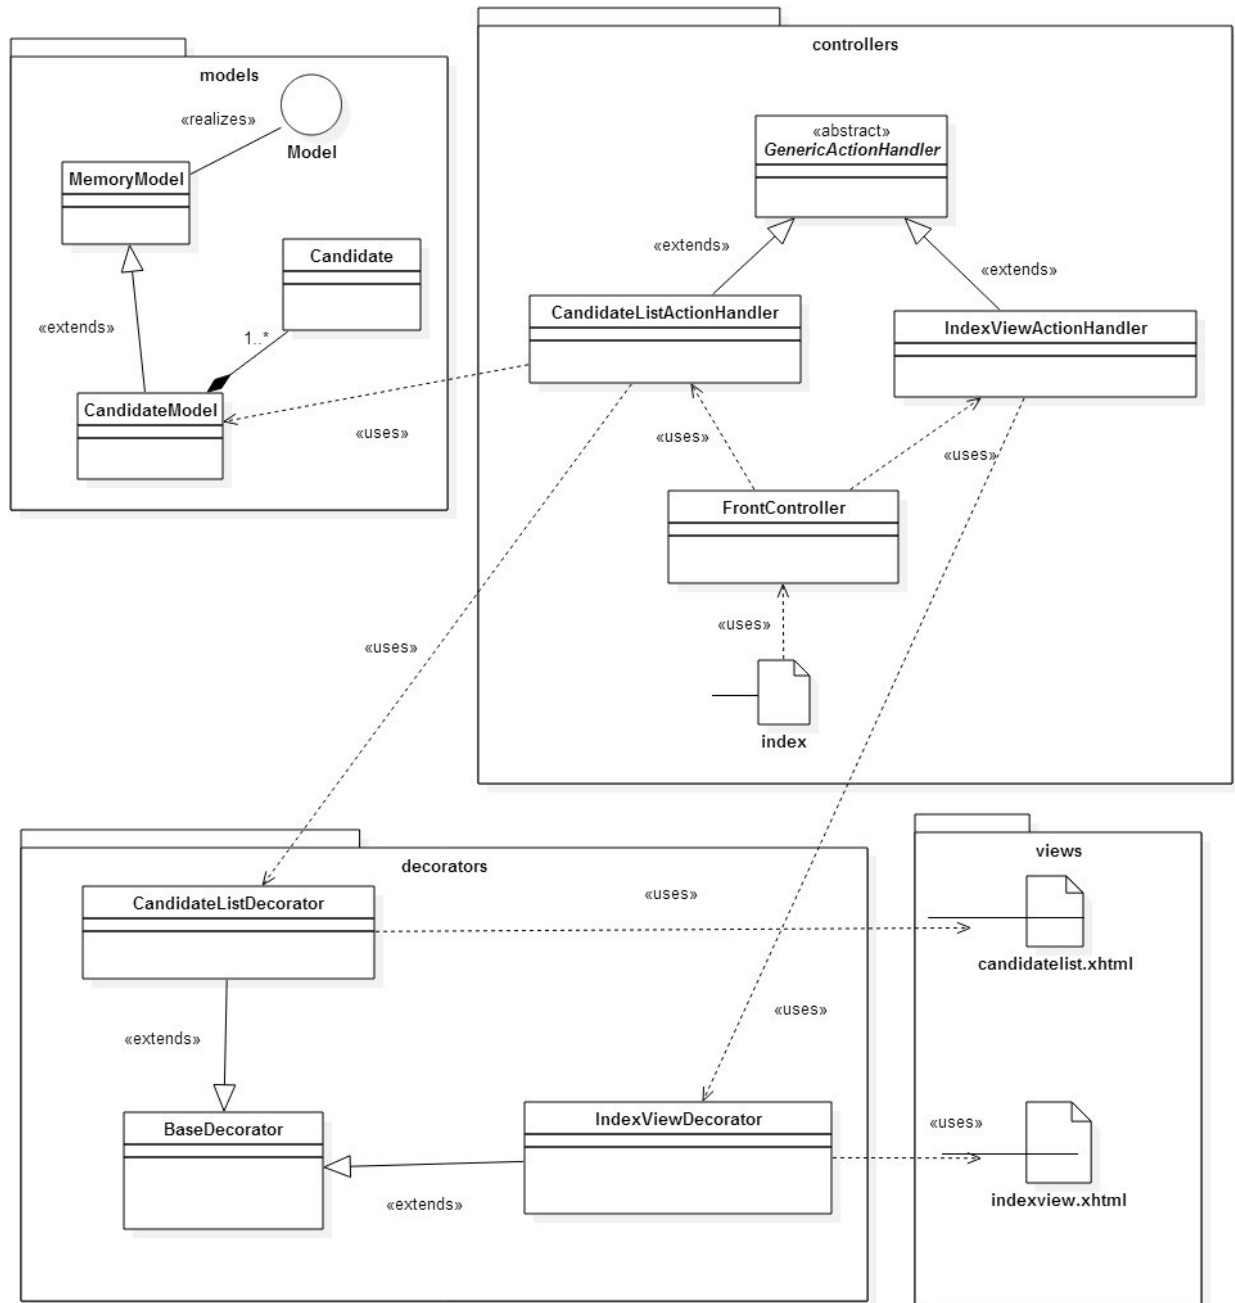 models
«realizes»
Model
MemoryModel
Candidate
«extends»
1..*
CandidateModel
«uses»
controllers
«abstract»
GenericActionHandler
«extends»
«extends»
CandidateListActionHandler
IndexViewActionHandler
«uses»
«uses»
FrontController
«uses»
index
«uses»
decorators
CandidateListDecorator
«uses»
«extends»
«uses»
BaseDecorator
IndexViewDecorator
«extends»
views
candidatelist.xhtml
«uses»
indexview.xhtml